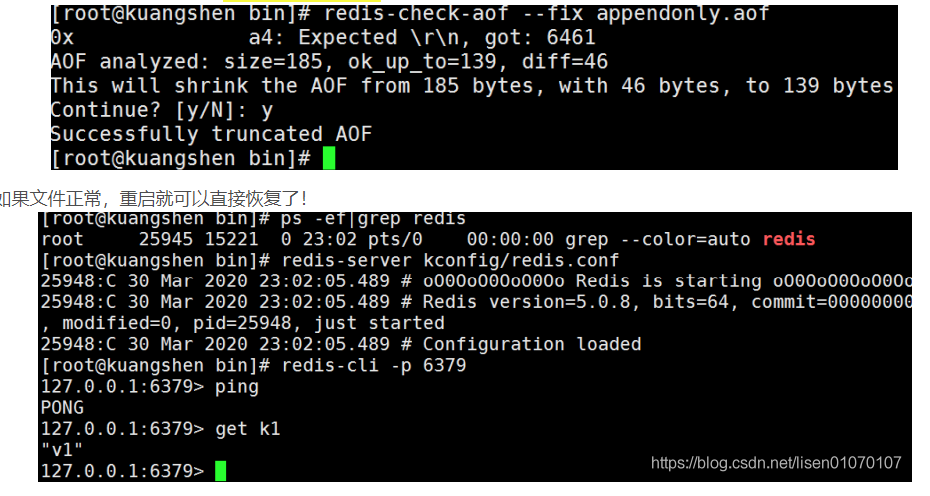 [root@kuangshen bin]# redis-check-aof --fix appendonly.aof
0x              a4: Expected \r\n, got: 6461
AOF analyzed: size=185, ok_up_to=139, diff=46
This will shrink the AOF from 185 bytes, with 46 bytes, to 139 bytes
Continue? [y/N]: y
Successfully truncated AOF
[root@kuangshen bin]#
如果文件正常，重启就可以直接恢复了！
[root@kuangshen bin]# ps -ef|grep redis
root     25945 15221  0 23:02 pts/0    00:00:00 grep --color=auto redis
[root@kuangshen bin]# redis-server kconfig/redis.conf
25948:C 30 Mar 2020 23:02:05.489 # oO0OoO0OoO0Oo Redis is starting oO0OoO0OoO0Oo
25948:C 30 Mar 2020 23:02:05.489 # Redis version=5.0.8, bits=64, commit=00000000
, modified=0, pid=25948, just started
25948:C 30 Mar 2020 23:02:05.489 # Configuration loaded
[root@kuangshen bin]# redis-cli -p 6379
127.0.0.1:6379> ping
PONG
127.0.0.1:6379> get k1
"v1"
127.0.0.1:6379>
https://blog.csdn.net/lisen01070107